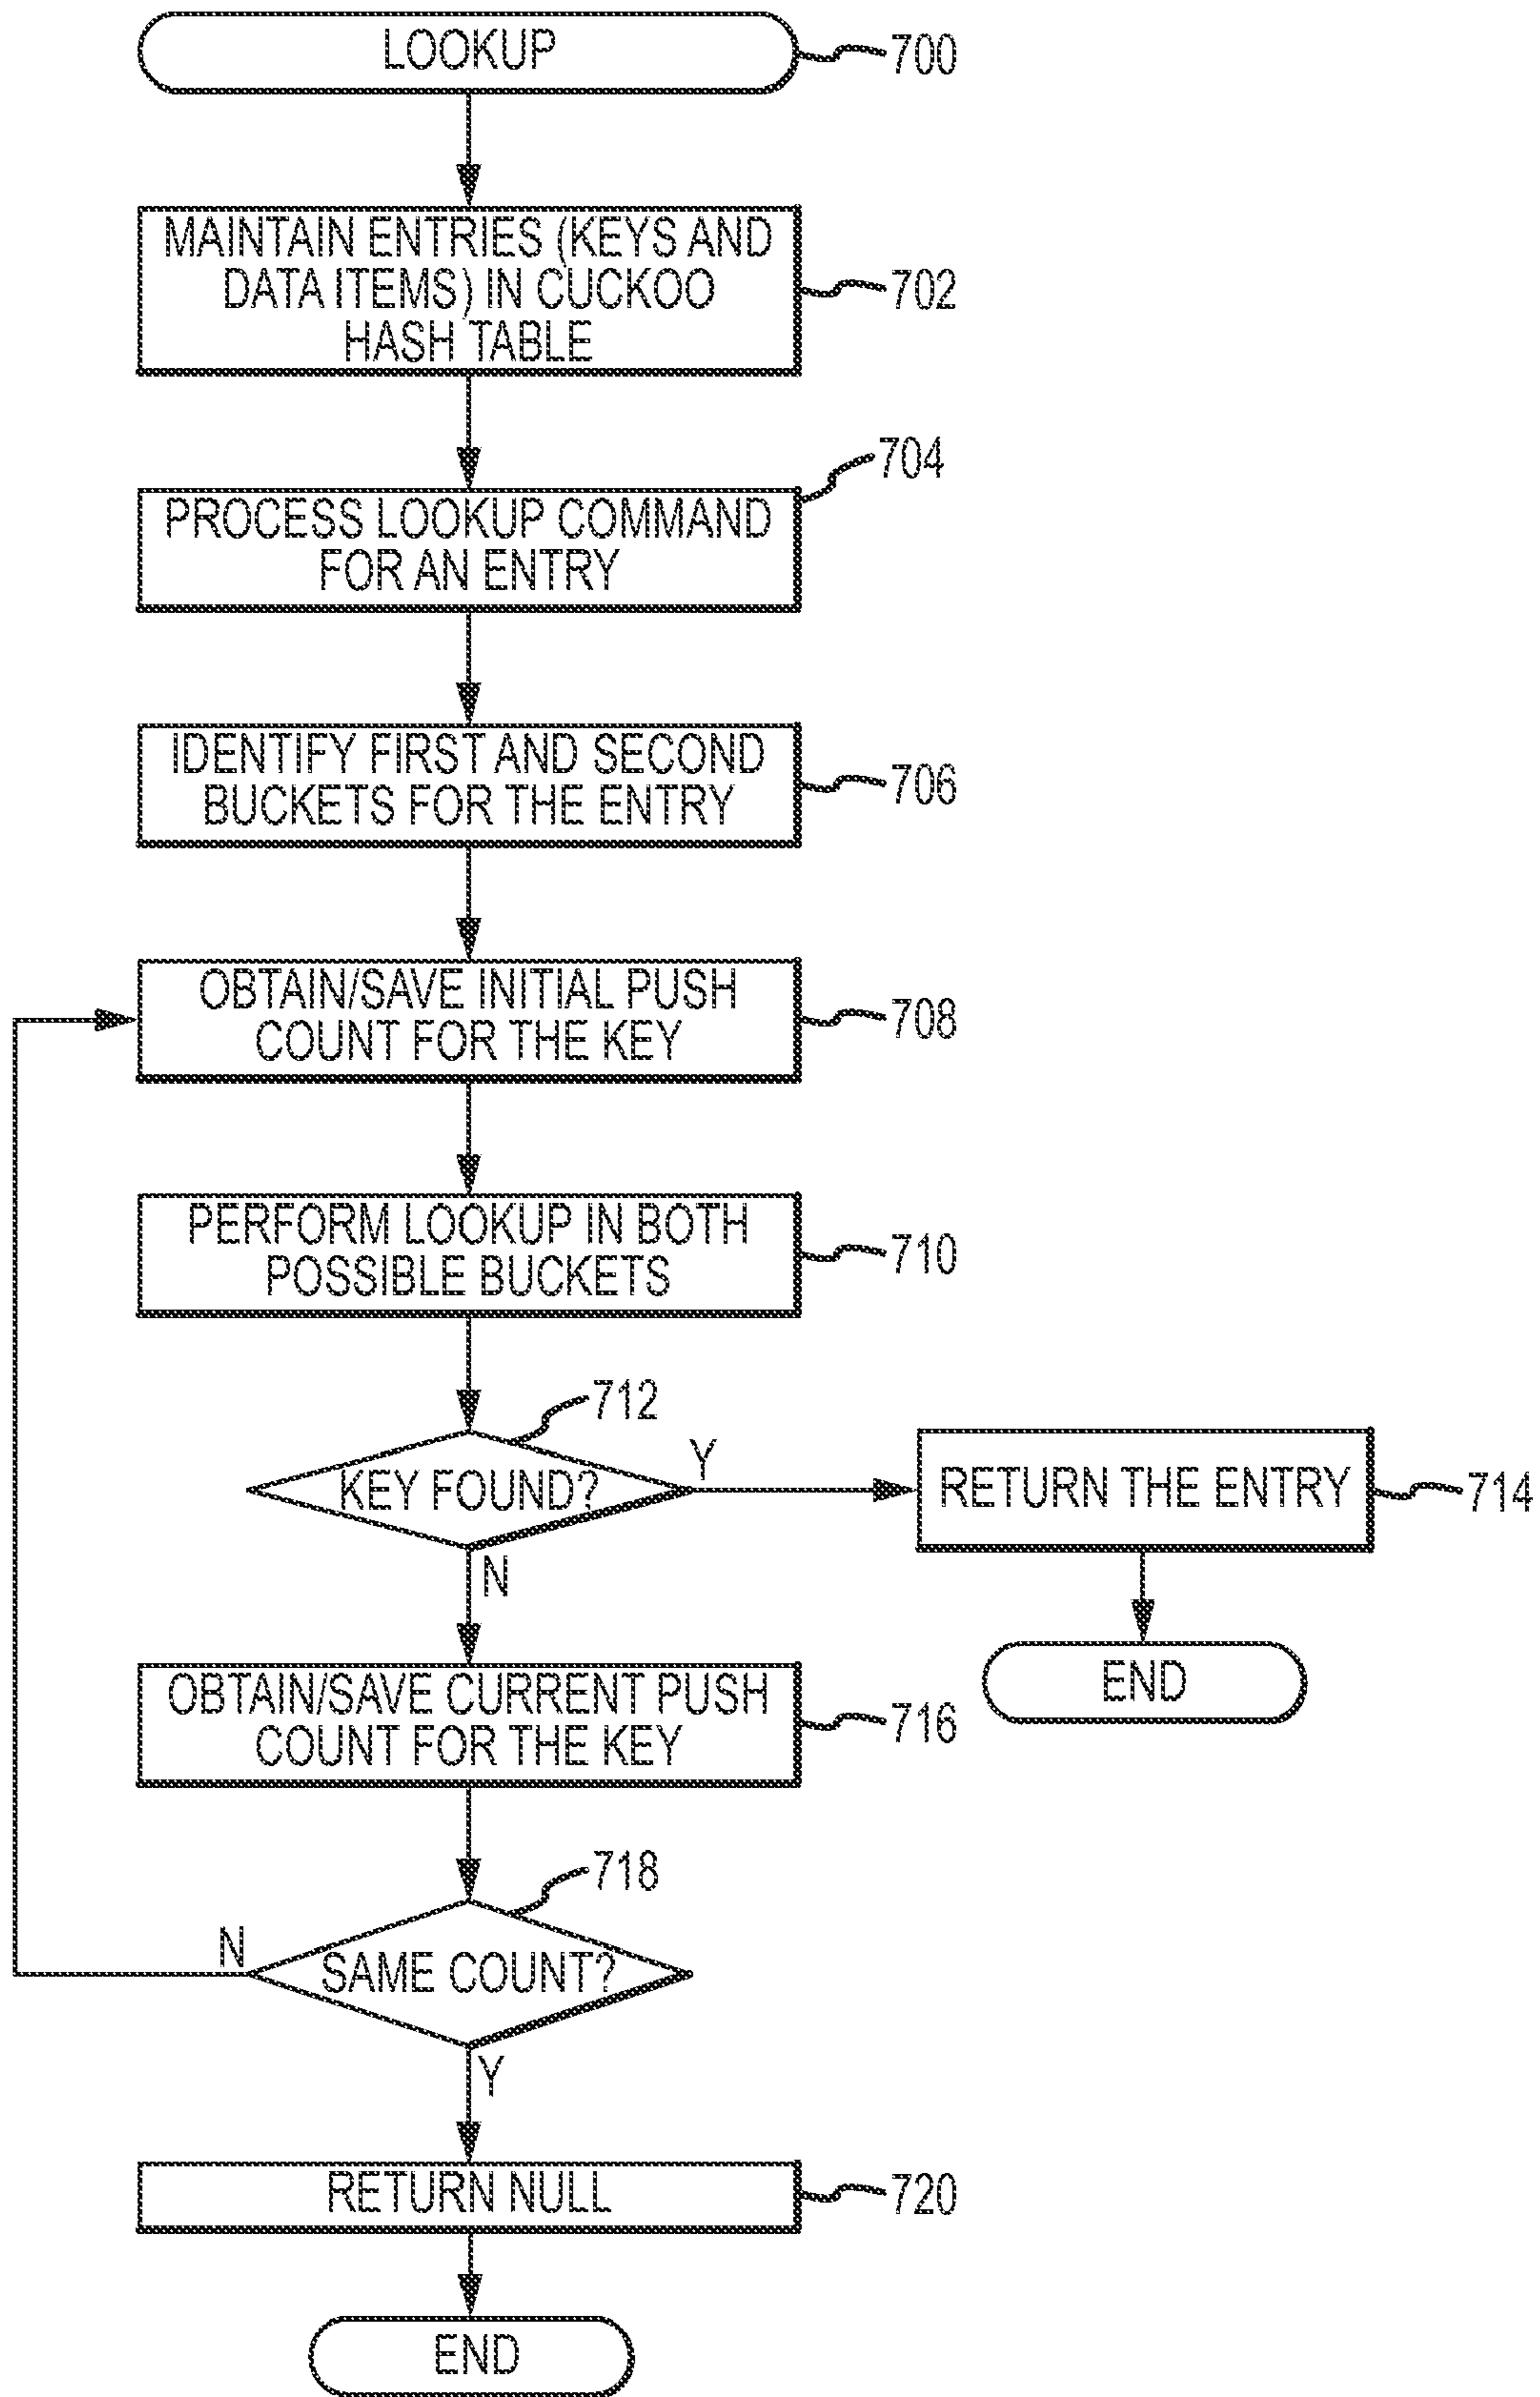 LOOKUP
700
MAINTAIN ENTRIES (KEYS AND
DATA ITEMS) IN CUCKOO
HASH TABLE
702
704
PROCESS LOOKUP COMMAND
FOR AN ENTRY
IDENTIFY FIRST AND SECOND
BUCKETS FOR THE ENTRY
706
OBTAIN/SAVE INITIAL PUSH
COUNT FOR THE KEY
708
PERFORM LOOKUP IN BOTH
POSSIBLE BUCKETS
710
712
KEY FOUND?
Y
RETURN THE ENTRY
714
END
N
OBTAIN/SAVE CURRENT PUSH
COUNT FOR THE KEY
716
718
SAME COUNT?
N
Y
RETURN NULL
720
END